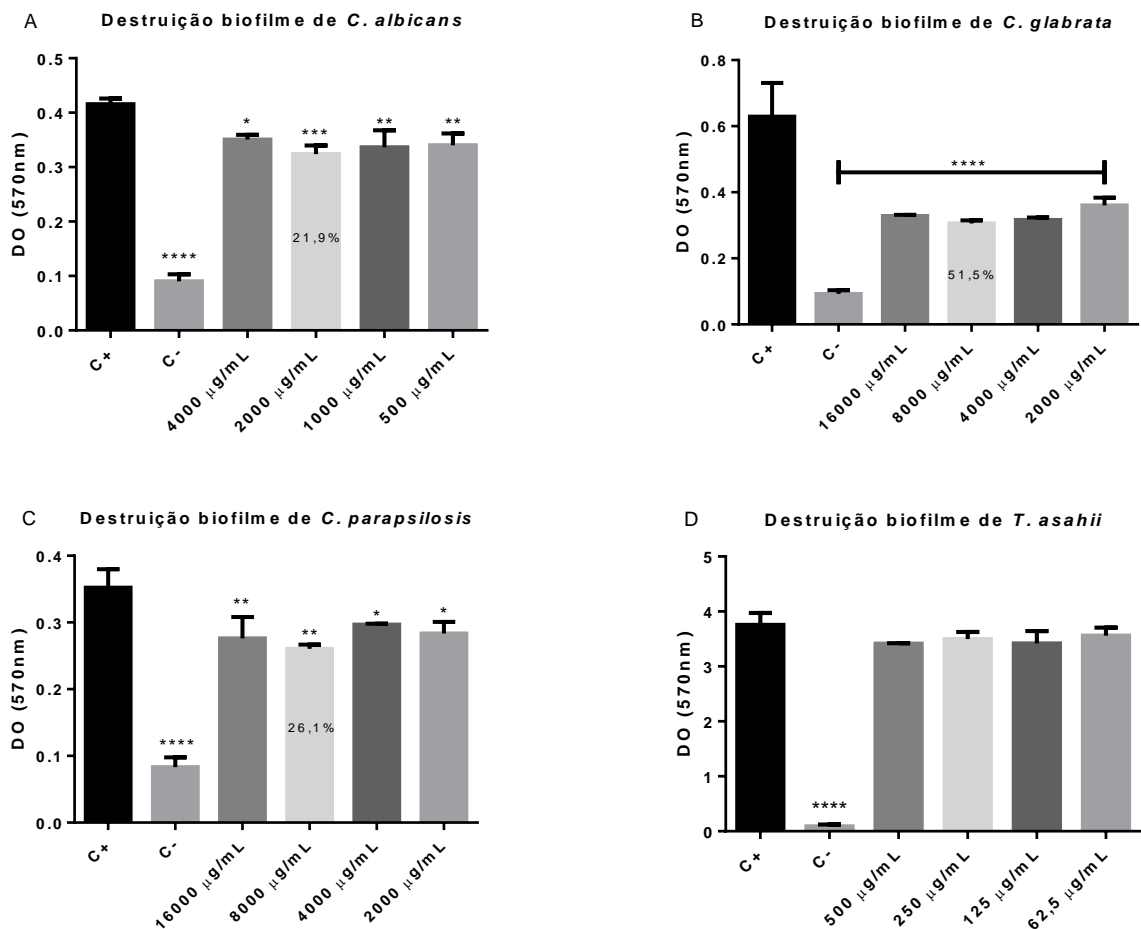 A
Destruição biofilme de C. albicans
DO (570nm)
0.5
0.4
0.3
0.2
0.1
0.0
****
*
***
**
**
21,9%
C+
C-
4000 µg/mL
2000 µg/mL
1000 µg/mL
500 µg/mL
B
Destruição biofilme de C. glabrata
DO (570nm)
0.8
0.6
0.4
0.2
0.0
****
51,5%
C+
C-
16000 µg/mL
8000 µg/mL
4000 µg/mL
2000 µg/mL
C
Destruição biofilme de C. parapsilosis
DO (570nm)
0.4
0.3
0.2
0.1
0.0
****
**
**
*
*
26,1%
C+
C-
16000 µg/mL
8000 µg/mL
4000 µg/mL
2000 µg/mL
D
Destruição biofilme de T. asahii
DO (570nm)
5
4
3
2
1
0
****
C+
C-
500 µg/mL
250 µg/mL
125 µg/mL
62,5 µg/mL